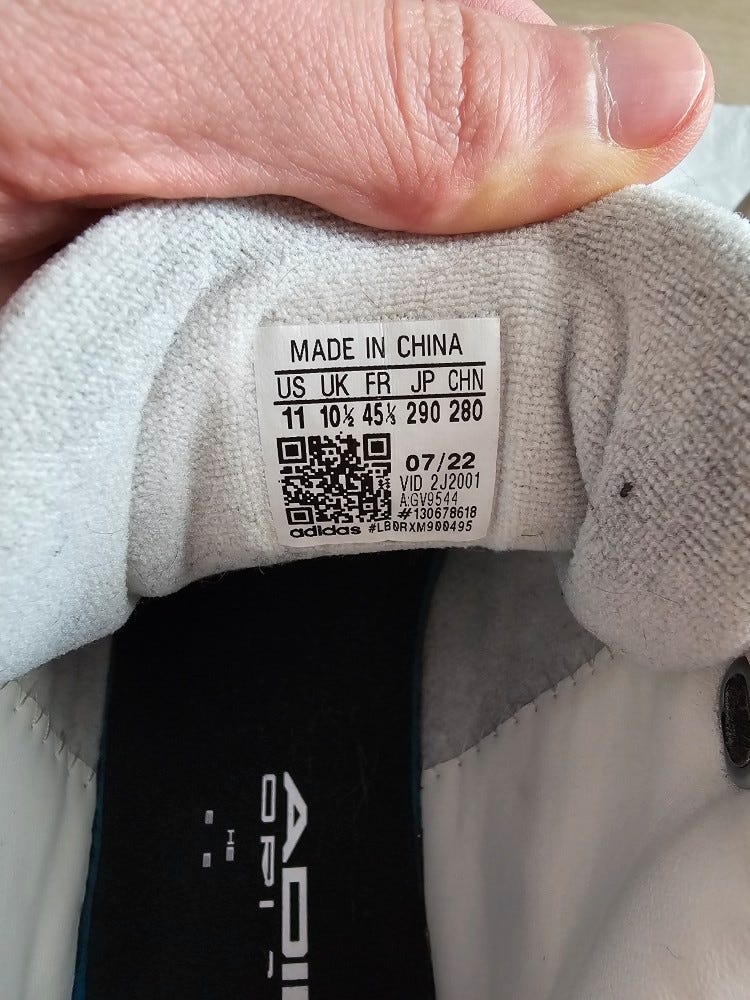 MADE IN CHINA
US UK FR JP CHN
11 10½ 45⅓ 290 280
07/22
VID 2J2001
A:GV9544
#130678618
adidas #LB0RXM900495